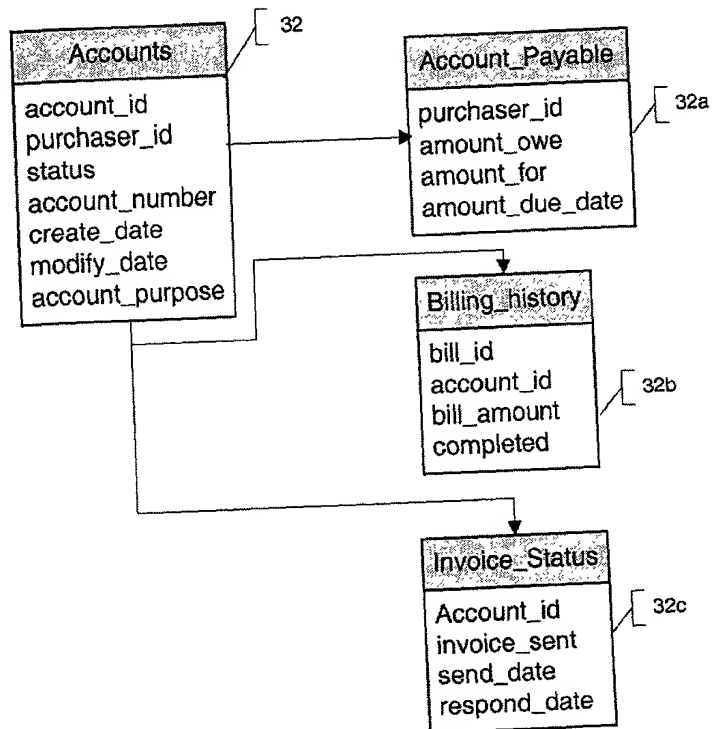 Accounts
32
account_id
purchaser_id
status
account_number
create_date
modify_date
account_purpose
Account_Payable
32a
purchaser_id
amount_owe
amount_for
amount_due_date
Billing_history
bill_id
account_id
bill_amount
completed
32b
Invoice_Status
Account_id
invoice_sent
send_date
respond_date
32c